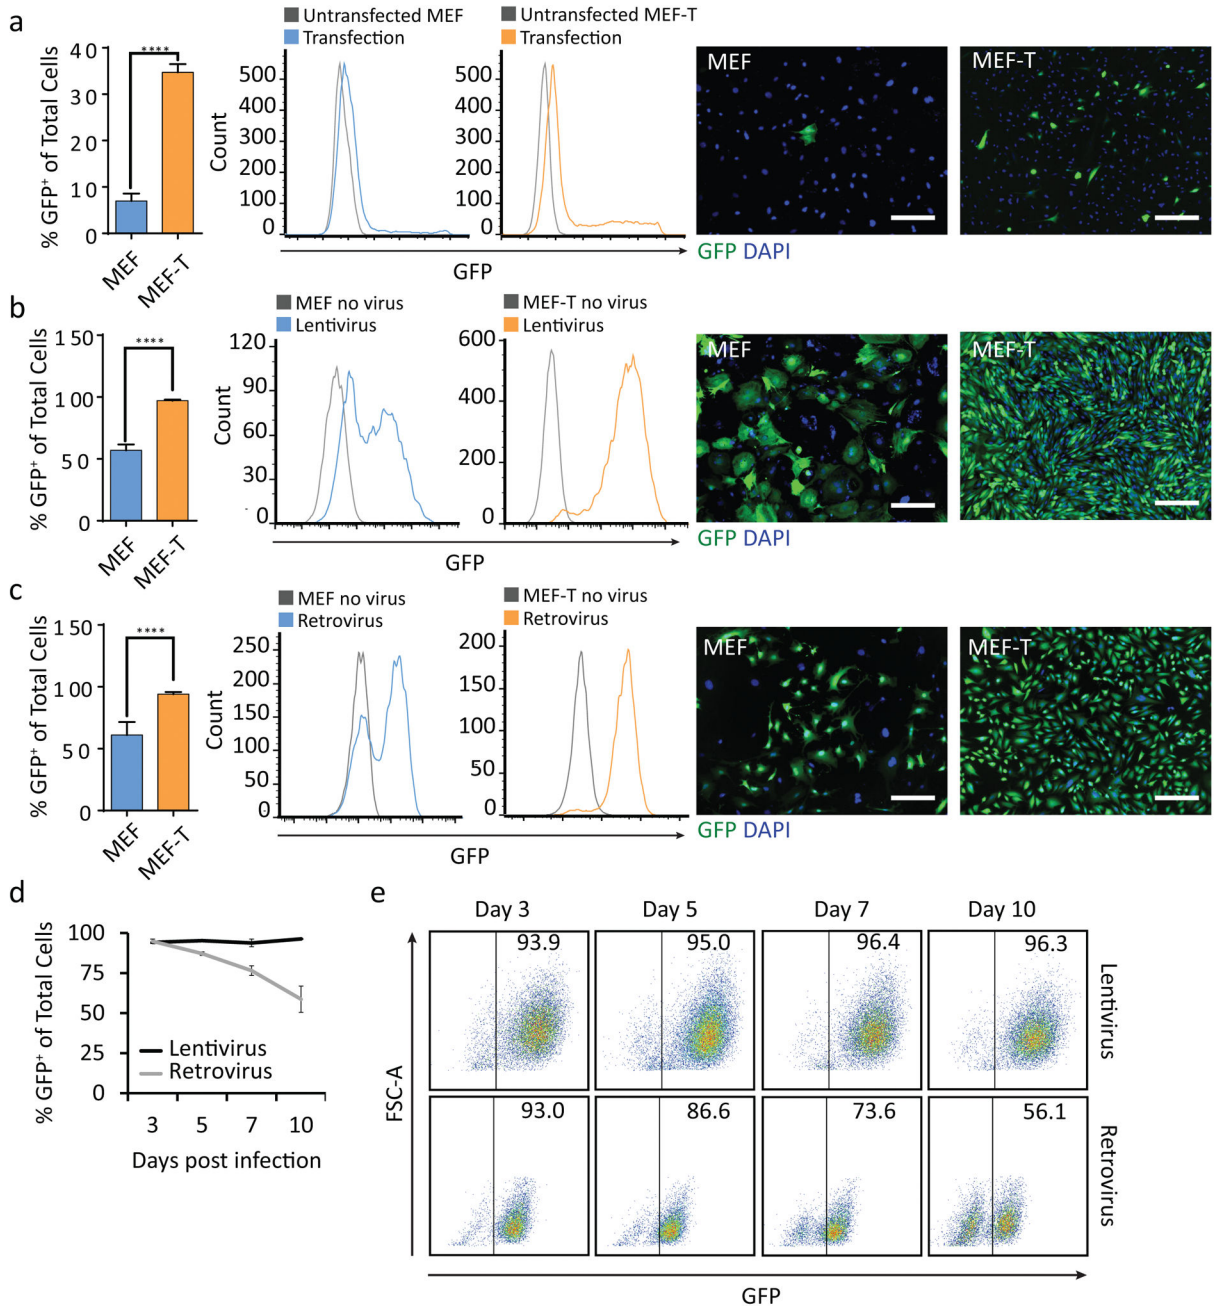 a
% GFP⁺ of Total Cells
40
30
20
10
0
****
MEF
MEF-T
Untransfected MEF
Transfection
Count
500
400
300
200
100
0
Untransfected MEF-T
Transfection
500
400
300
200
100
0
GFP
MEF
MEF-T
GFP DAPI
b
% GFP⁺ of Total Cells
150
100
50
0
****
MEF
MEF-T
MEF no virus
Lentivirus
Count
120
90
60
30
0
MEF-T no virus
Lentivirus
600
400
200
0
GFP
MEF
MEF-T
GFP DAPI
c
% GFP⁺ of Total Cells
150
100
50
0
****
MEF
MEF-T
MEF no virus
Retrovirus
Count
250
200
150
100
50
0
MEF-T no virus
Retrovirus
200
150
100
50
0
GFP
MEF
MEF-T
GFP DAPI
d
% GFP⁺ of Total Cells
100
75
50
25
0
Lentivirus
Retrovirus
3 5 7 10
Days post infection
e
Day 3 Day 5 Day 7 Day 10
93.9 95.0 96.4 96.3
Lentivirus
93.0 86.6 73.6 56.1
Retrovirus
FSC-A
GFP